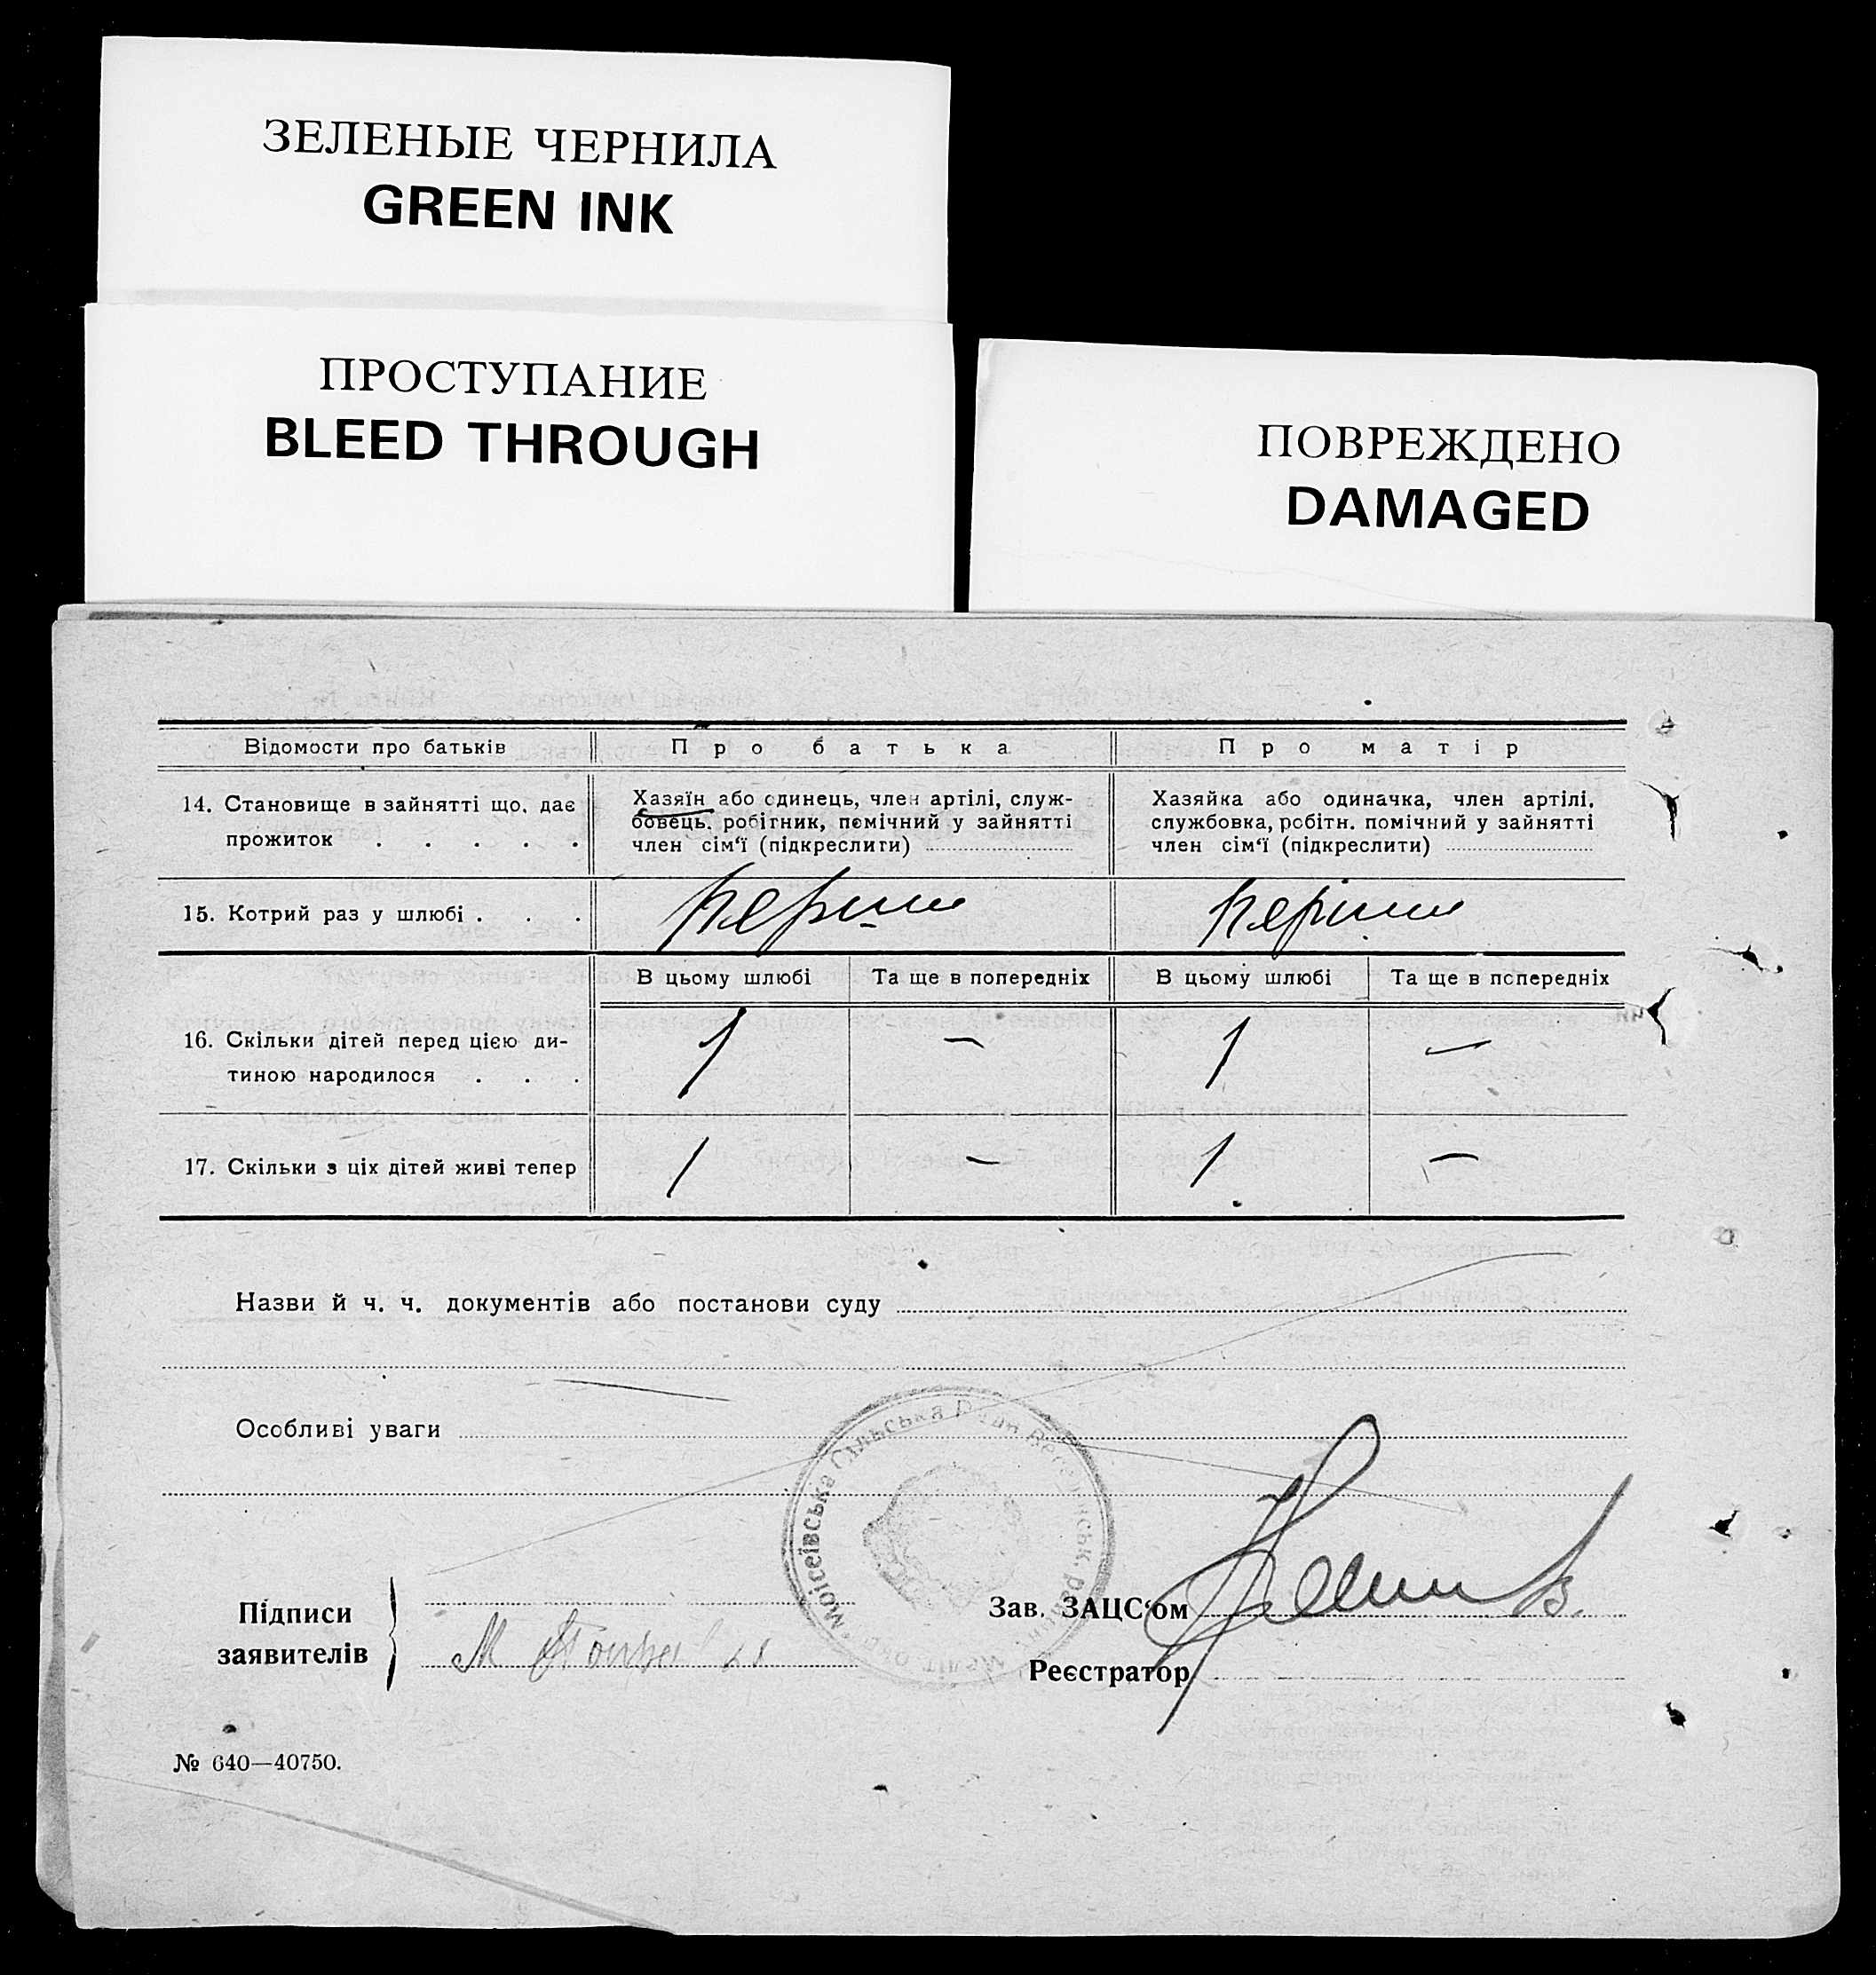 ЗЕЛЕНЫЕ ЧЕРНИЛА
GREEN INK
ПРОСТУПАНИЕ
BLEED THROUGH
ПОВРЕЖДЕНО
DAMAGED
Відомости про батьків
Про батька
Про матір
14. Становище в зайнятті що, дає
прожиток . . . . .
Хазяїн або одинець, член артілі, служ-
бовець, робітник, помічний у зайнятті
член сім‘ї (підкреслити)
Хазяйка або одиначка, член артілі,
службовка, робітн. помічний у зайнятті
член сім‘ї (підкреслити)
15. Котрий раз у шлюбі . . .
перший
перший
В цьому шлюбі
Та ще в попередніх
В цьому шлюбі
Та ще в попередніх
16. Скільки дітей перед цією ди-
тиною народилося . . .
1
—
1
—
17. Скільки з ціх дітей живі тепер
1
—
1
—
Назви й ч. ч. документів або постанови суду
Особливі уваги
Моісеївська Сільська Рада
Підписи
заявителів
М
Зав. ЗАЦС‘ом
Реєстратор
№ 640—40750.